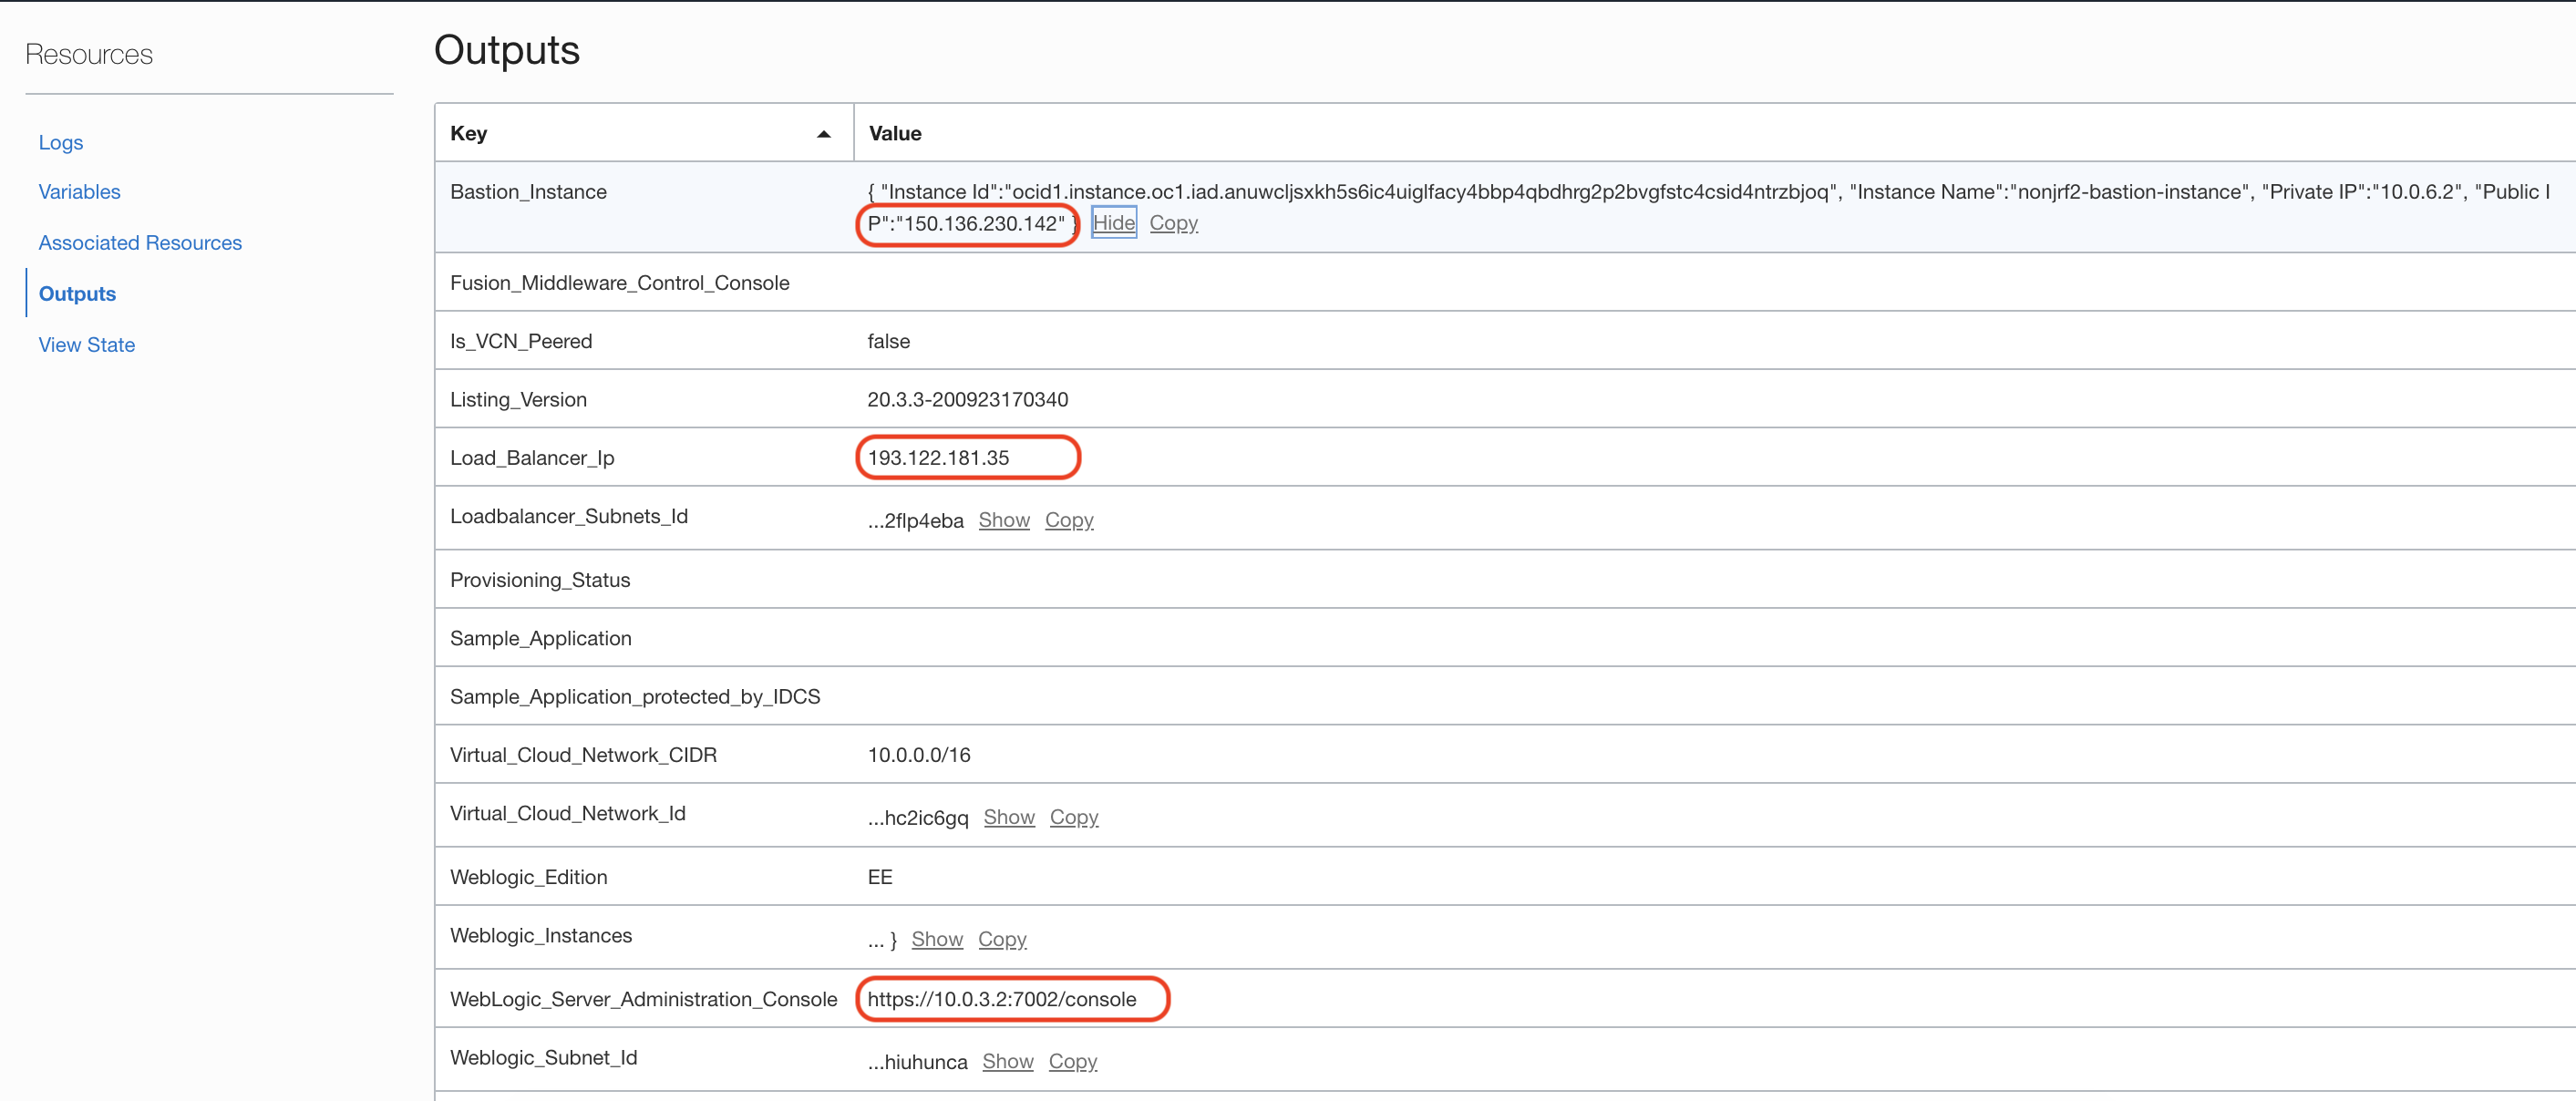 Resources
Logs
Variables
Associated Resources
Outputs
View State
Outputs
Key Value
Bastion_Instance { "Instance Id":"ocid1.instance.oc1.iad.anuwcljsxkh5s6ic4uiglfacy4bbp4qbdhrg2p2bvgfstc4csid4ntrzbjoq", "Instance Name":"nonjrf2-bastion-instance", "Private IP":"10.0.6.2", "Public I
P":"150.136.230.142" } Hide Copy
Fusion_Middleware_Control_Console
Is_VCN_Peered false
Listing_Version 20.3.3-200923170340
Load_Balancer_Ip 193.122.181.35
Loadbalancer_Subnets_Id ...2flp4eba Show Copy
Provisioning_Status
Sample_Application
Sample_Application_protected_by_IDCS
Virtual_Cloud_Network_CIDR 10.0.0.0/16
Virtual_Cloud_Network_Id ...hc2ic6gq Show Copy
Weblogic_Edition EE
Weblogic_Instances ... } Show Copy
WebLogic_Server_Administration_Console https://10.0.3.2:7002/console
Weblogic_Subnet_Id ...hiuhunca Show Copy